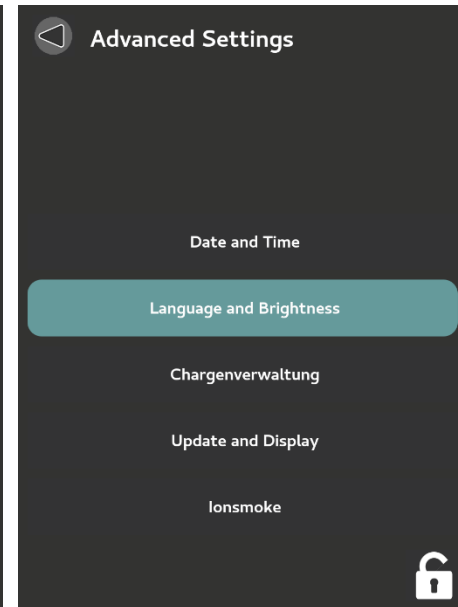 Advanced Settings
Date and Time
Language and Brightness
Chargenverwaltung
Update and Display
Ionsmoke